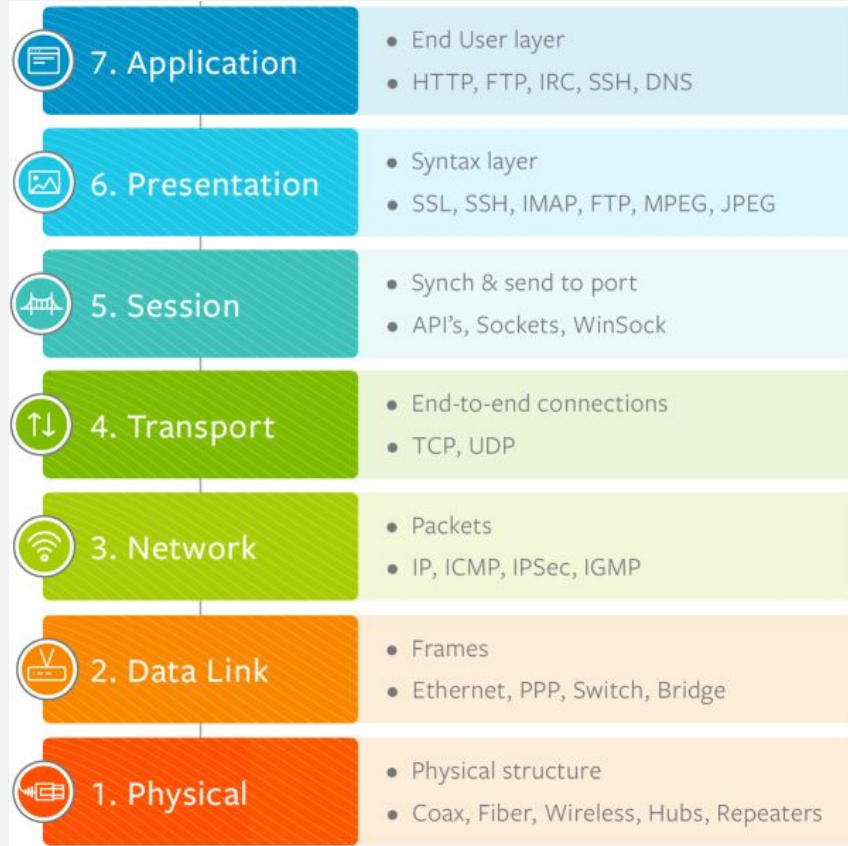 7. Application
• End User layer
• HTTP, FTP, IRC, SSH, DNS
6. Presentation
• Syntax layer
• SSL, SSH, IMAP, FTP, MPEG, JPEG
5. Session
• Synch & send to port
• API's, Sockets, WinSock
4. Transport
• End-to-end connections
• TCP, UDP
3. Network
• Packets
• IP, ICMP, IPSec, IGMP
2. Data Link
• Frames
• Ethernet, PPP, Switch, Bridge
1. Physical
• Physical structure
• Coax, Fiber, Wireless, Hubs, Repeaters